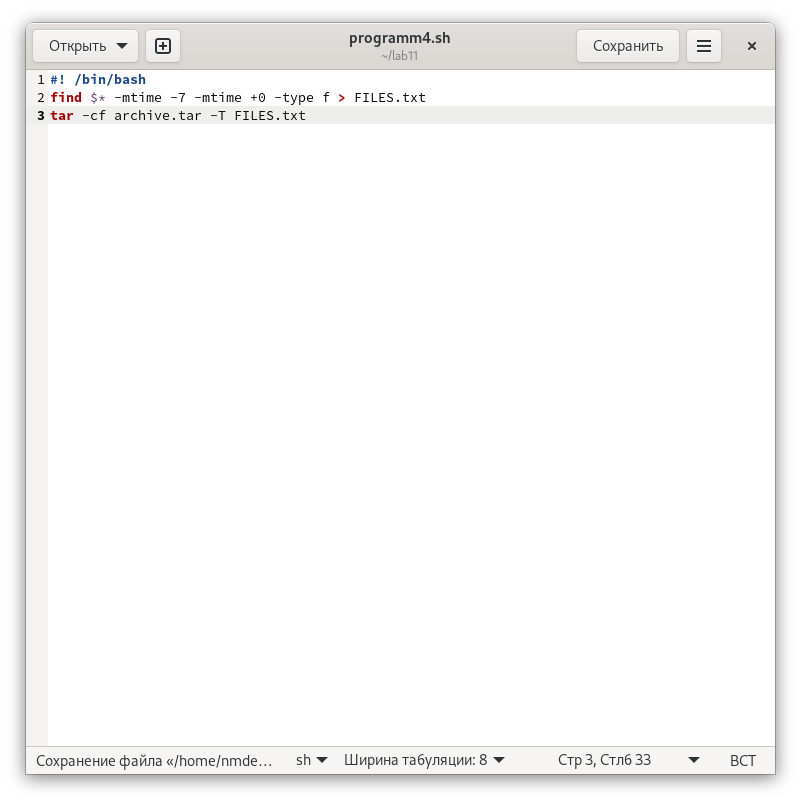 Открыть
programm4.sh
~/lab11
Сохранить
1 #! /bin/bash
2 find $* -mtime -7 -mtime +0 -type f > FILES.txt
3 tar -cf archive.tar -T FILES.txt
Сохранение файла «/home/nmde… sh Ширина табуляции: 8 Стр 3, Стлб 33 ВСТ